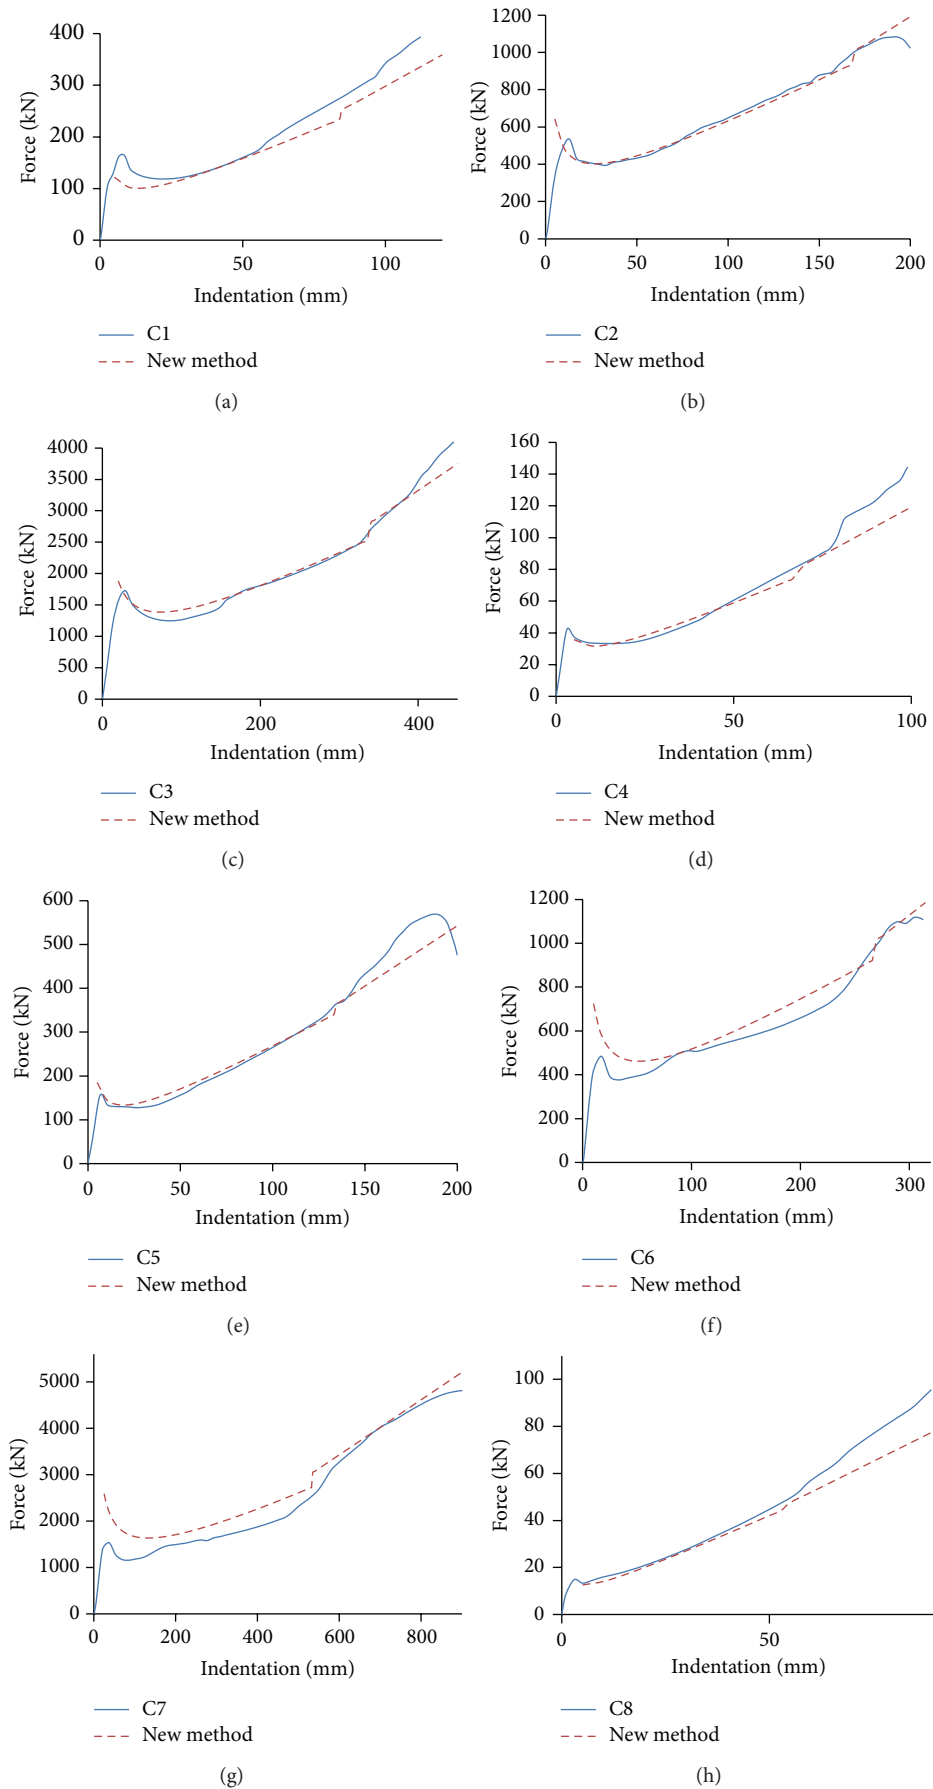 400
300
200
100
0
Force (kN)
0 50 100
Indentation (mm)
C1
New method
(a)
1200
1000
800
600
400
200
0
Force (kN)
0 50 100 150 200
Indentation (mm)
C2
New method
(b)
4000
3500
3000
2500
2000
1500
1000
500
0
Force (kN)
0 200 400
Indentation (mm)
C3
New method
(c)
160
140
120
100
80
60
40
20
0
Force (kN)
0 50 100
Indentation (mm)
C4
New method
(d)
600
500
400
300
200
100
0
Force (kN)
0 50 100 150 200
Indentation (mm)
C5
New method
(e)
1200
1000
800
600
400
200
0
Force (kN)
0 100 200 300
Indentation (mm)
C6
New method
(f)
5000
4000
3000
2000
1000
0
Force (kN)
0 200 400 600 800
Indentation (mm)
C7
New method
(g)
100
80
60
40
20
0
Force (kN)
0 50
Indentation (mm)
C8
New method
(h)